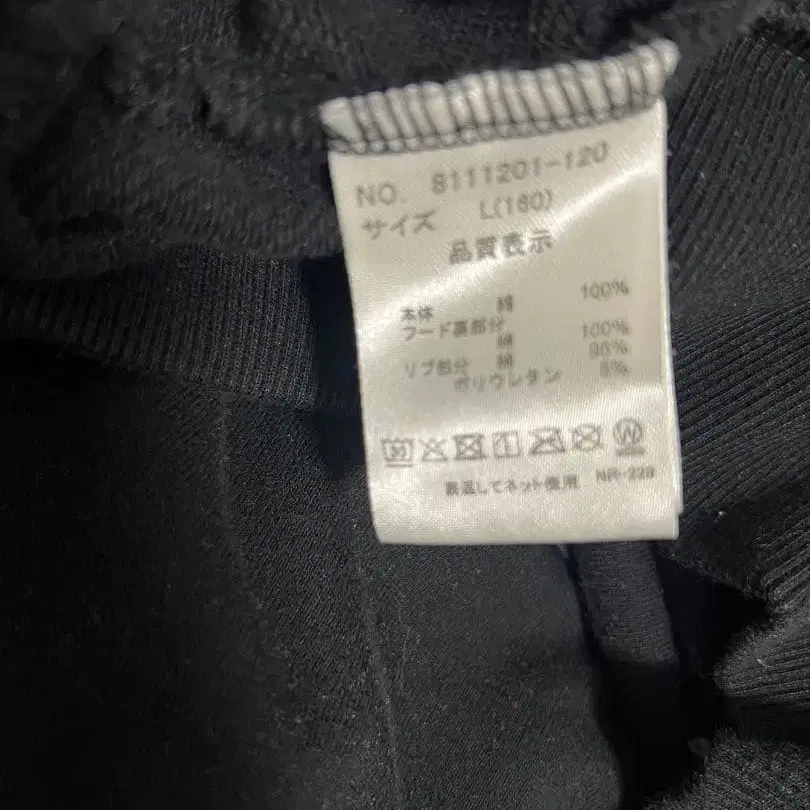 NO. 8111201-120
サイズ L(160)
品質表示
本体 綿 100%
フード裏部分
綿 100%
リブ部分 綿 95%
ポリウレタン 5%
裏返してネット使用 NR-228